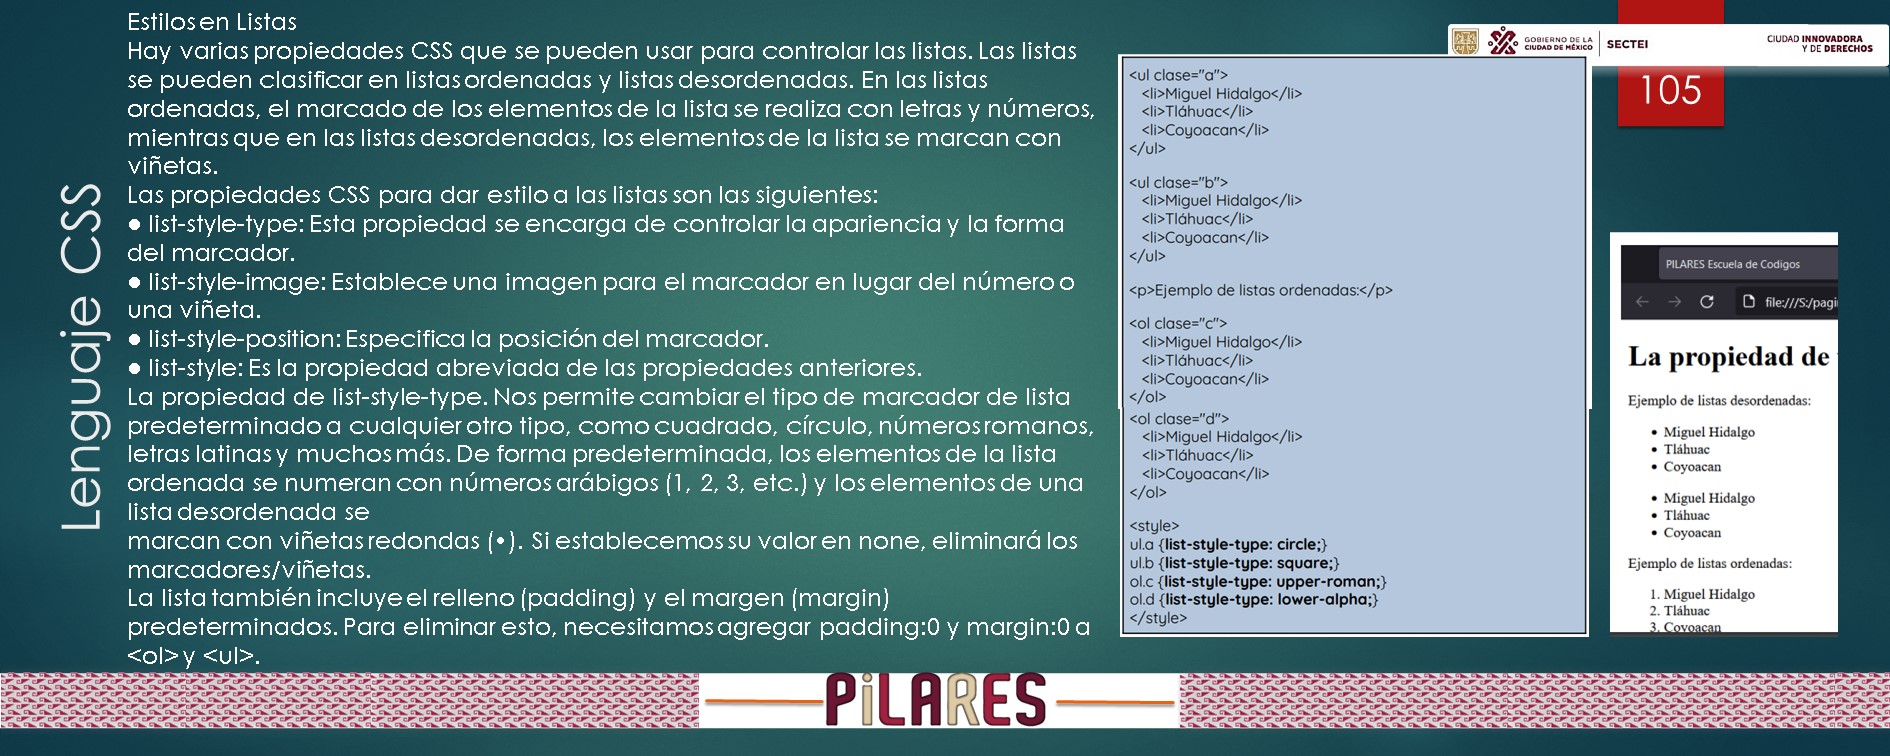 Lenguaje CSS
Estilos en Listas
Hay varias propiedades CSS que se pueden usar para controlar las listas. Las listas
se pueden clasificar en listas ordenadas y listas desordenadas. En las listas
ordenadas, el marcado de los elementos de la lista se realiza con letras y números,
mientras que en las listas desordenadas, los elementos de la lista se marcan con
viñetas.
Las propiedades CSS para dar estilo a las listas son las siguientes:
● list-style-type: Esta propiedad se encarga de controlar la apariencia y la forma
del marcador.
● list-style-image: Establece una imagen para el marcador en lugar del número o
una viñeta.
● list-style-position: Especifica la posición del marcador.
● list-style: Es la propiedad abreviada de las propiedades anteriores.
La propiedad de list-style-type. Nos permite cambiar el tipo de marcador de lista
predeterminado a cualquier otro tipo, como cuadrado, círculo, números romanos,
letras latinas y muchos más. De forma predeterminada, los elementos de la lista
ordenada se numeran con números arábigos (1, 2, 3, etc.) y los elementos de una
lista desordenada se
marcan con viñetas redondas (•). Si establecemos su valor en none, eliminará los
marcadores/viñetas.
La lista también incluye el relleno (padding) y el margen (margin)
predeterminados. Para eliminar esto, necesitamos agregar padding:0 y margin:0 a
<ol> y <ul>.
<ul clase="a">
<li>Miguel Hidalgo</li>
<li>Tláhuac</li>
<li>Coyoacan</li>
</ul>
<ul clase="b">
<li>Miguel Hidalgo</li>
<li>Tláhuac</li>
<li>Coyoacan</li>
</ul>
<p>Ejemplo de listas ordenadas:</p>
<ol clase="c">
<li>Miguel Hidalgo</li>
<li>Tláhuac</li>
<li>Coyoacan</li>
</ol>
<ol clase="d">
<li>Miguel Hidalgo</li>
<li>Tláhuac</li>
<li>Coyoacan</li>
</ol>
<style>
ul.a {list-style-type: circle;}
ul.b {list-style-type: square;}
ol.c {list-style-type: upper-roman;}
ol.d {list-style-type: lower-alpha;}
</style>
GOBIERNO DE LA
CIUDAD DE MÉXICO
SECTEI
CIUDAD INNOVADORA
Y DE DERECHOS
105
PILARES Escuela de Codigos
file:///S:/pagi
La propiedad de
Ejemplo de listas desordenadas:
• Miguel Hidalgo
• Tláhuac
• Coyoacan
• Miguel Hidalgo
• Tláhuac
• Coyoacan
Ejemplo de listas ordenadas:
1. Miguel Hidalgo
2. Tláhuac
3. Coyoacan
PiLARES